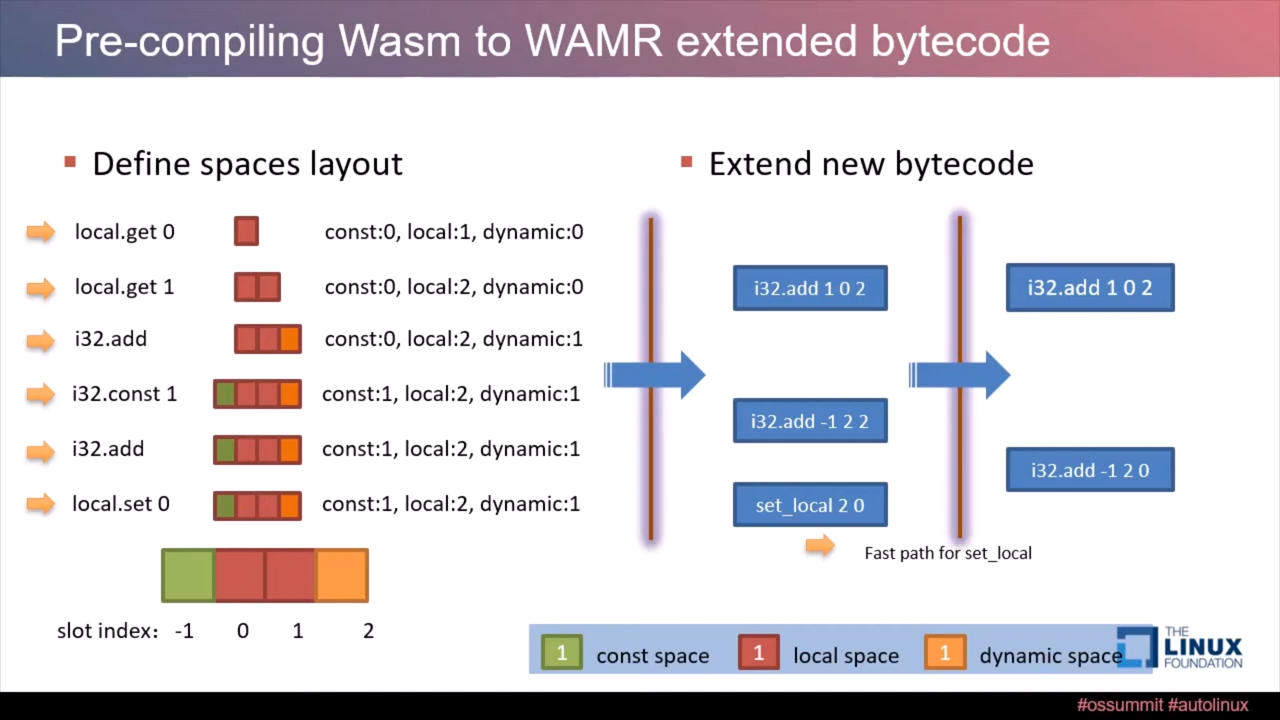 Pre-compiling Wasm to WAMR extended bytecode
Define spaces layout
local.get 0
const:0, local:1, dynamic:0
local.get 1
const:0, local:2, dynamic:0
i32.add
const:0, local:2, dynamic:1
i32.const 1
const:1, local:2, dynamic:1
i32.add
const:1, local:2, dynamic:1
local.set 0
const:1, local:2, dynamic:1
slot index: -1 0 1 2
Extend new bytecode
i32.add 1 0 2
i32.add -1 2 2
set_local 2 0
Fast path for set_local
i32.add 1 0 2
i32.add -1 2 0
1 const space
1 local space
1 dynamic space
THE
LINUX
FOUNDATION
#ossummit #autolinux